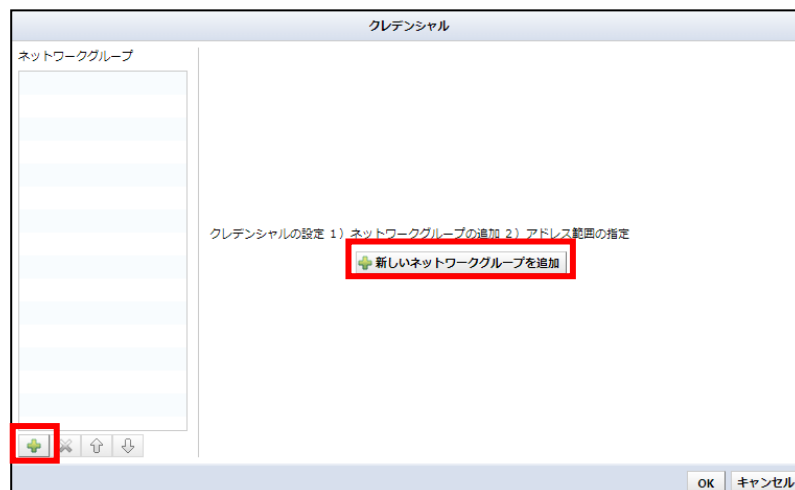 クレデンシャル
ネットワークグループ
クレデンシャルの設定 1）ネットワークグループの追加 2）アドレス範囲の指定
新しいネットワークグループを追加
OK キャンセル